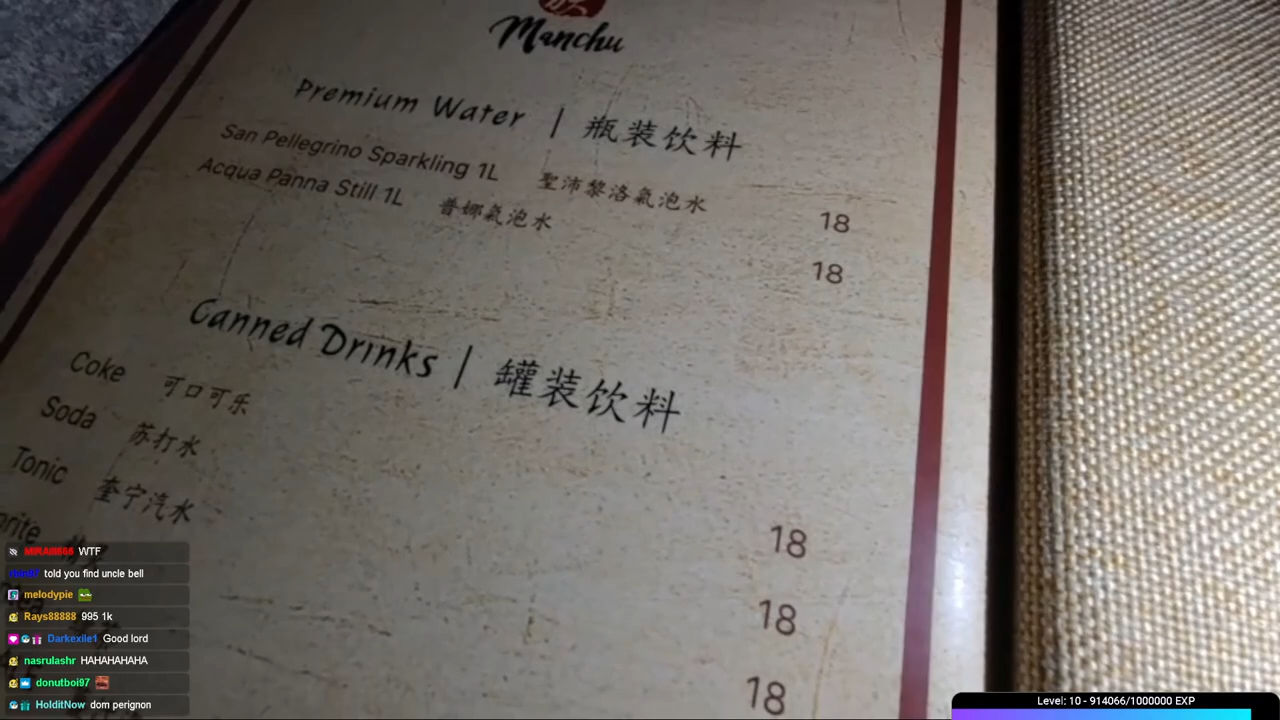 Manchu
Premium Water | 瓶装饮料
San Pellegrino Sparkling 1L 聖沛黎洛氣泡水 18
Acqua Panna Still 1L 普娜氣泡水 18
Canned Drinks | 罐装饮料
Coke 可口可乐 18
Soda 苏打水 18
Tonic 奎宁汽水 18
MIRAI666 WTF
told you find uncle bell
melodypie
Rays88888 995 1k
Darkexile1 Good lord
nasrulashr HAHAHAHAHA
donutboi97
HolditNow dom perignon
Level: 10 - 914066/1000000 EXP